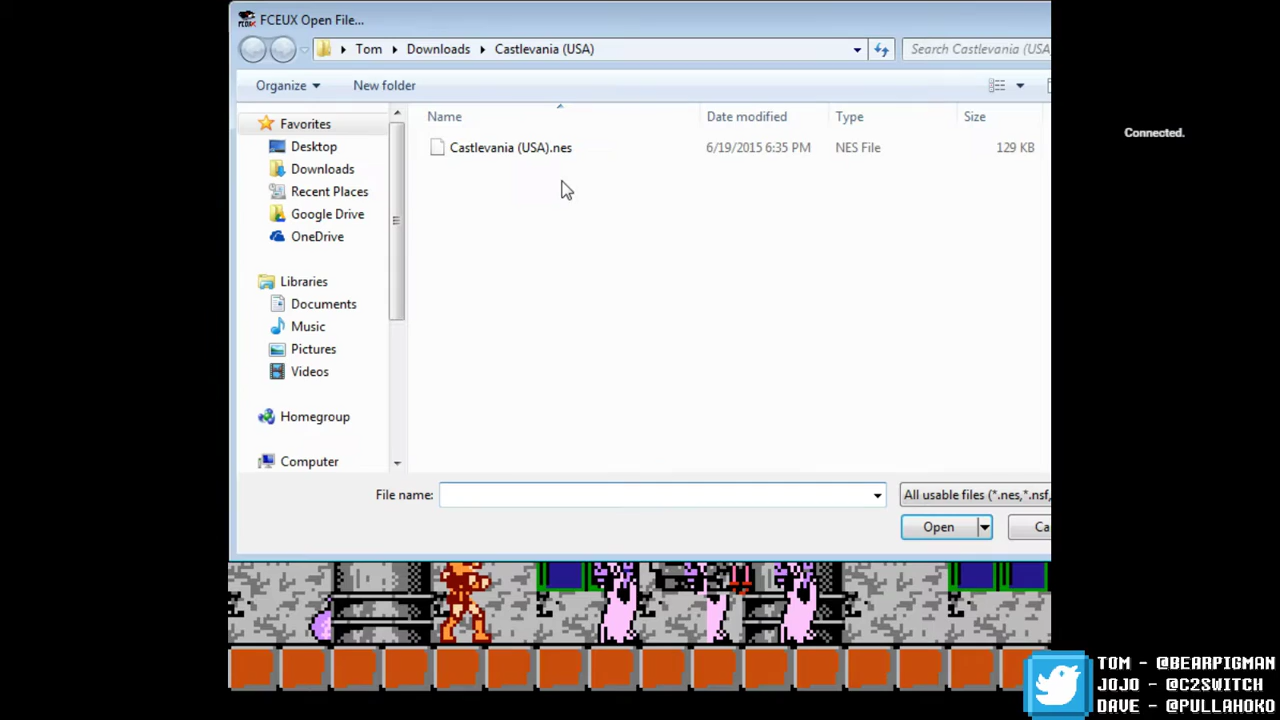 FCEUX Open File...
Tom Downloads Castlevania (USA)
Search Castlevania (USA
Organize New folder
Name Date modified Type Size
Castlevania (USA).nes 6/19/2015 6:35 PM NES File 129 KB
Favorites
Desktop
Downloads
Recent Places
Google Drive
OneDrive
Libraries
Documents
Music
Pictures
Videos
Homegroup
Computer
File name:
All usable files (*.nes,*.nsf,
Open
Ca
Connected.
TOM - @BEARPIGMAN
JOJO - @C2SWITCH
DAVE - @PULLAHOKO